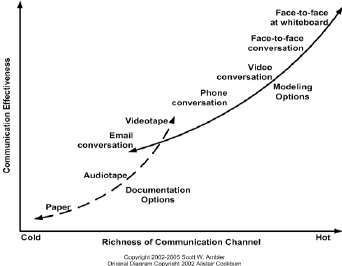 Face-to-face
at whiteboard
Face-to-face
conversation
Video
conversation
Modeling
Options
Phone
conversation
Videotape
Email
conversation
Audiotape
Documentation
Options
Paper
Communication Effectiveness
Cold
Richness of Communication Channel
Hot
Copyright 2002-2005 Scott W. Ambler
Original Diagram Copyright 2002 Alistair Cockburn